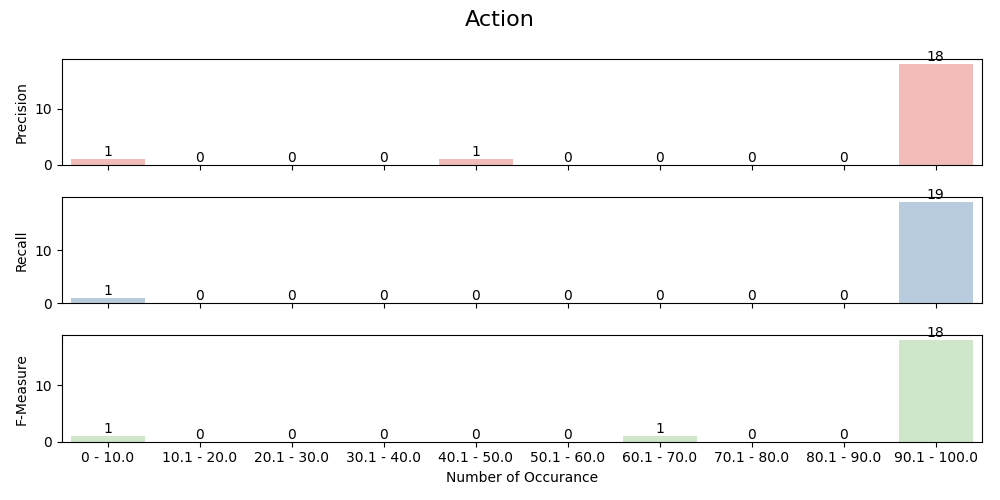 Action
Precision
10
0
1 0 0 0 1 0 0 0 0 18
Recall
10
0
1 0 0 0 0 0 0 0 0 19
F-Measure
10
0
1 0 0 0 0 0 1 0 0 18
0 - 10.0 10.1 - 20.0 20.1 - 30.0 30.1 - 40.0 40.1 - 50.0 50.1 - 60.0 60.1 - 70.0 70.1 - 80.0 80.1 - 90.0 90.1 - 100.0
Number of Occurance